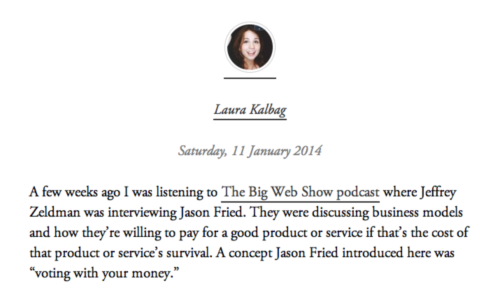 Laura Kalbag
Saturday, 11 January 2014
A few weeks ago I was listening to The Big Web Show podcast where Jeffrey
Zeldman was interviewing Jason Fried. They were discussing business models
and how they’re willing to pay for a good product or service if that’s the cost of
that product or service’s survival. A concept Jason Fried introduced here was
“voting with your money.”